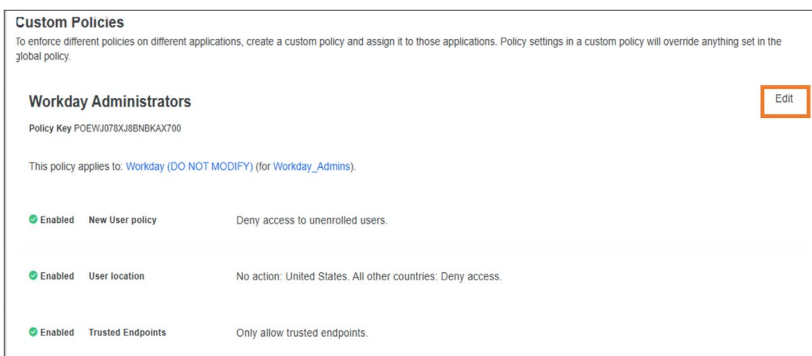 Custom Policies
To enforce different policies on different applications, create a custom policy and assign it to those applications. Policy settings in a custom policy will override anything set in the
global policy.
Workday Administrators
Edit
Policy Key POEWJ078XJ8BNBKAX700
This policy applies to: Workday (DO NOT MODIFY) (for Workday_Admins).
Enabled New User policy Deny access to unenrolled users.
Enabled User location No action: United States. All other countries: Deny access.
Enabled Trusted Endpoints Only allow trusted endpoints.